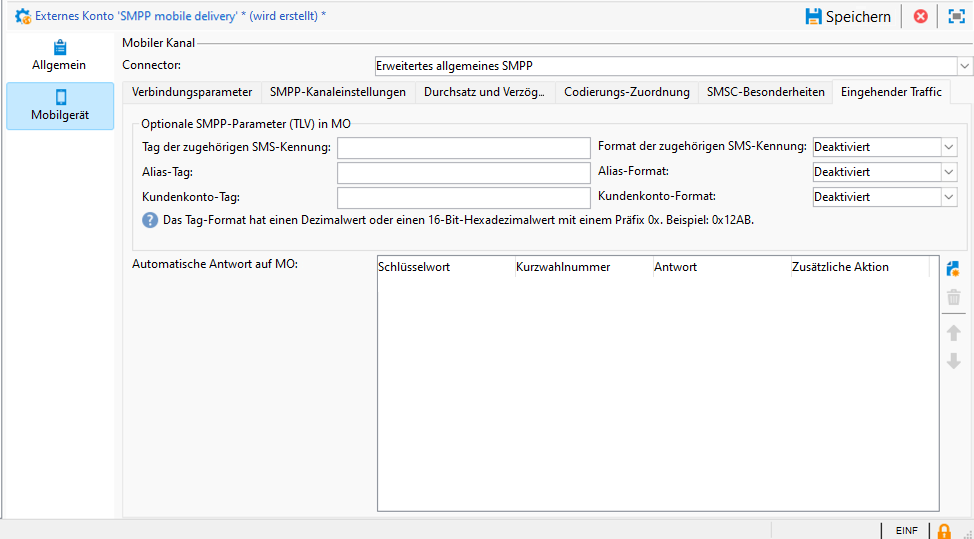 Externes Konto 'SMPP mobile delivery' * (wird erstellt) *
Speichern
Allgemein
Mobilgerät
Mobiler Kanal
Connector:
Erweitertes allgemeines SMPP
Verbindungsparameter
SMPP-Kanaleinstellungen
Durchsatz und Verzög...
Codierungs-Zuordnung
SMSC-Besonderheiten
Eingehender Traffic
Optionale SMPP-Parameter (TLV) in MO
Tag der zugehörigen SMS-Kennung:
Format der zugehörigen SMS-Kennung:
Deaktiviert
Alias-Tag:
Alias-Format:
Deaktiviert
Kundenkonto-Tag:
Kundenkonto-Format:
Deaktiviert
Das Tag-Format hat einen Dezimalwert oder einen 16-Bit-Hexadezimalwert mit einem Präfix 0x. Beispiel: 0x12AB.
Automatische Antwort auf MO:
Schlüsselwort
Kurzwahlnummer
Antwort
Zusätzliche Aktion
EINF